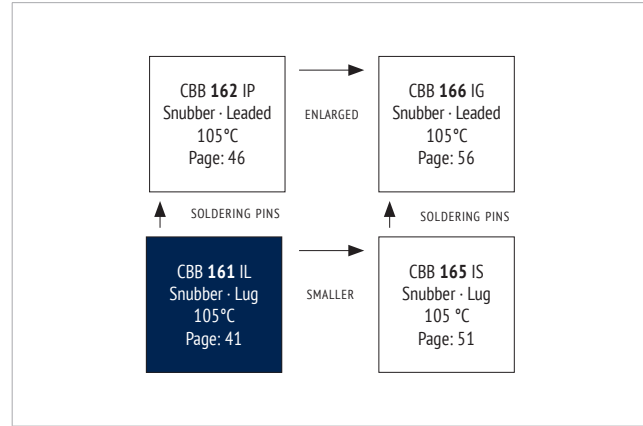 CBB 162 IP
Snubber · Leaded
105°C
Page: 46
ENLARGED
CBB 166 IG
Snubber · Leaded
105°C
Page: 56
SOLDERING PINS
SOLDERING PINS
CBB 161 IL
Snubber · Lug
105°C
Page: 41
SMALLER
CBB 165 IS
Snubber · Lug
105 °C
Page: 51